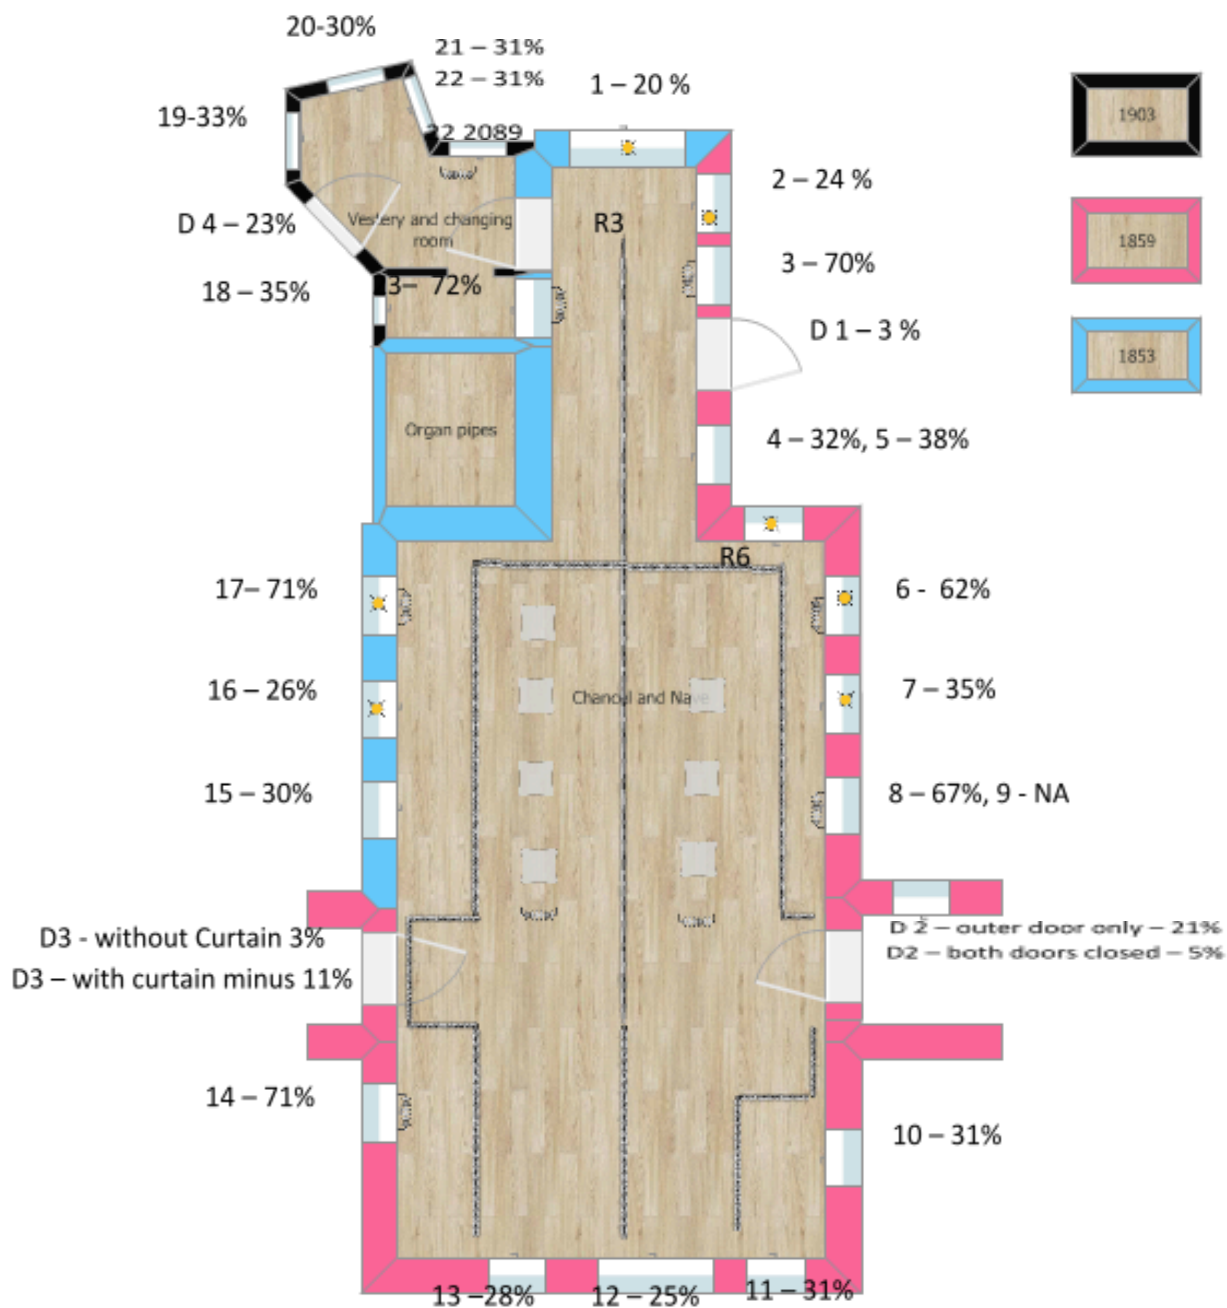 20-30%
21 – 31%
22 – 31%
1 – 20 %
19-33%
22 2089
1903
2 – 24 %
D 4 – 23%
Vestery and changing
room
R3
1859
3 – 70%
18 – 35%
3– 72%
D 1 – 3 %
1853
Organ pipes
4 – 32%, 5 – 38%
R6
17– 71%
6 - 62%
16 – 26%
Chancel and Nave
7 – 35%
15 – 30%
8 – 67%, 9 - NA
D3 - without Curtain 3%
D 2 – outer door only – 21%
D2 – both doors closed – 5%
D3 – with curtain minus 11%
14 – 71%
10 – 31%
13 –28%
12 – 25%
11 – 31%